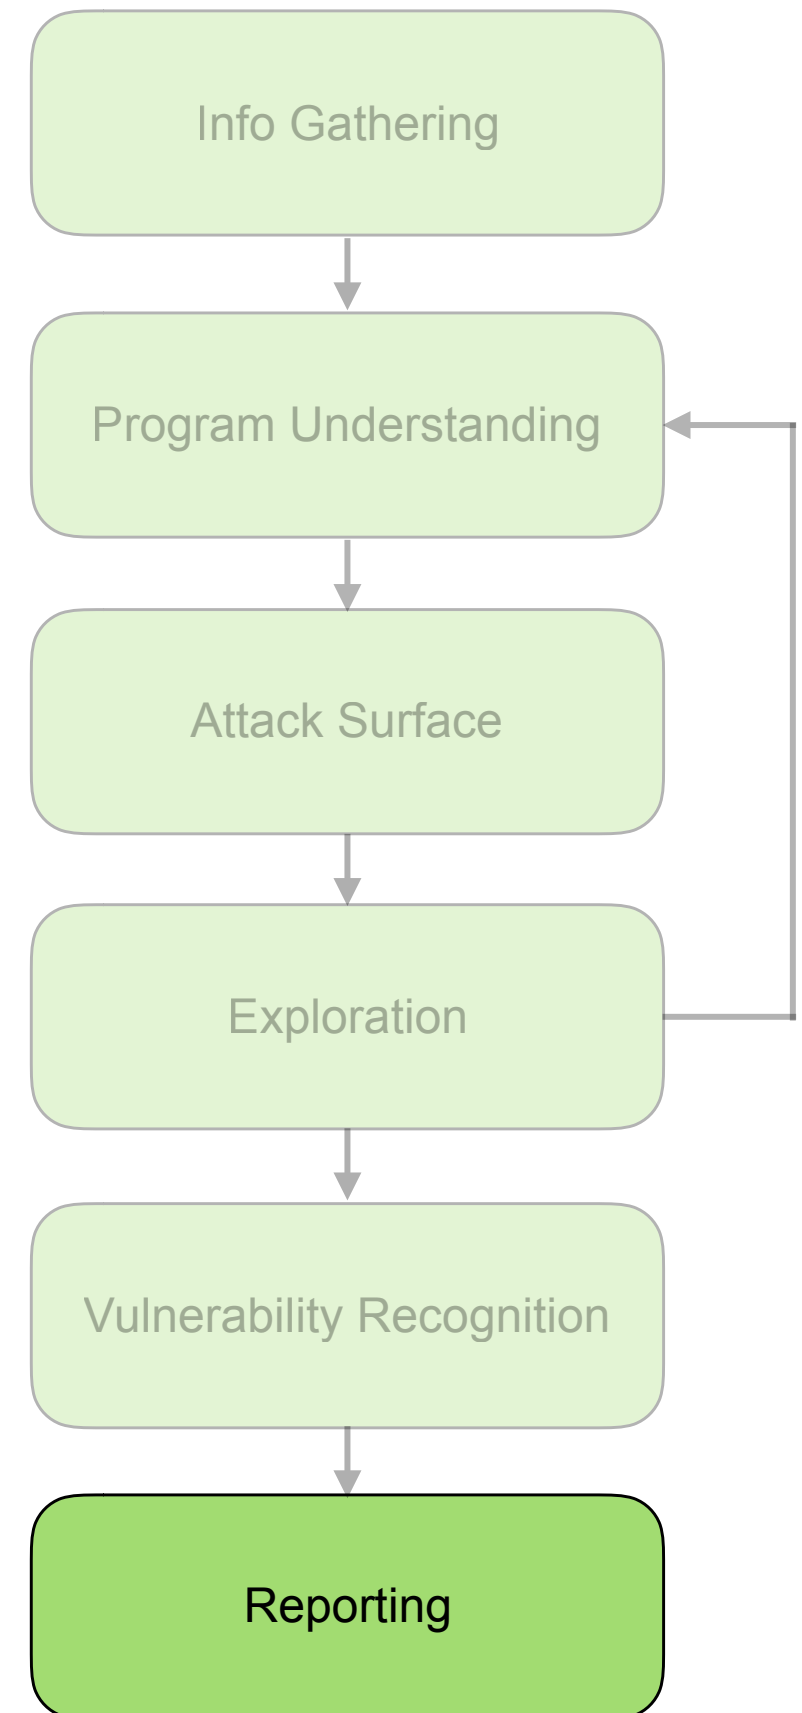 Info Gathering
Program Understanding
Attack Surface
Exploration
Vulnerability Recognition
Reporting